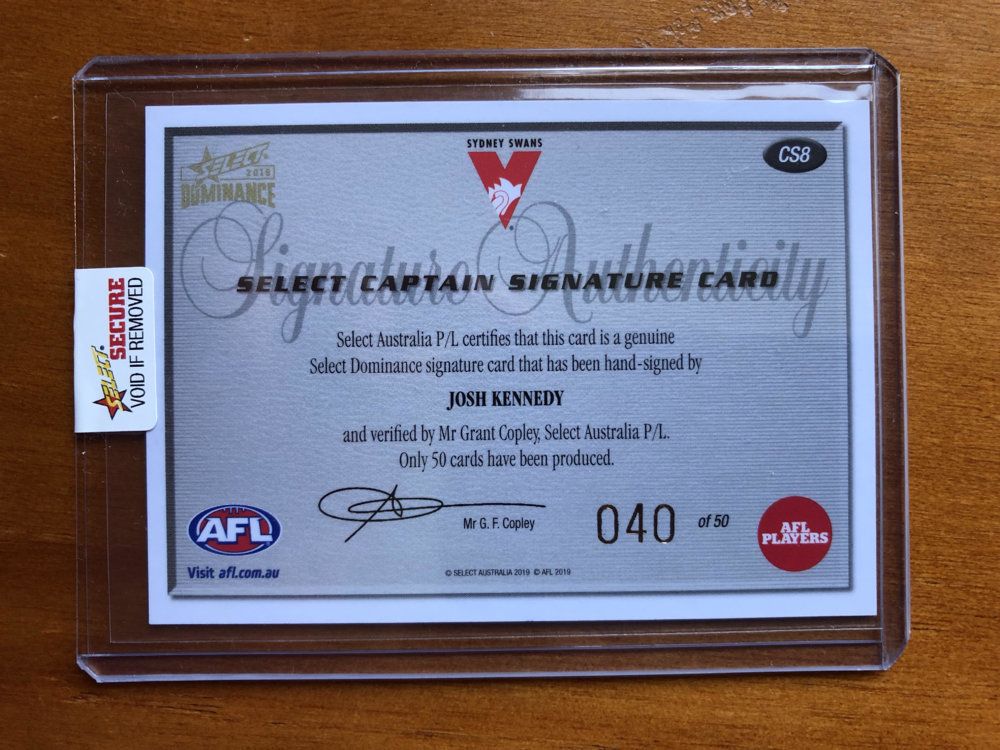 SYDNEY SWANS
CS8
SELECT
2019
DOMINANCE
Signature Authenticity
SELECT CAPTAIN SIGNATURE CARD
Select Australia P/L certifies that this card is a genuine
Select Dominance signature card that has been hand-signed by
JOSH KENNEDY
and verified by Mr Grant Copley, Select Australia P/L.
Only 50 cards have been produced.
Mr G. F. Copley
040 of 50
AFL
Visit afl.com.au
© SELECT AUSTRALIA 2019 © AFL 2019
AFL
PLAYERS
SELECT
SECURE
VOID IF REMOVED